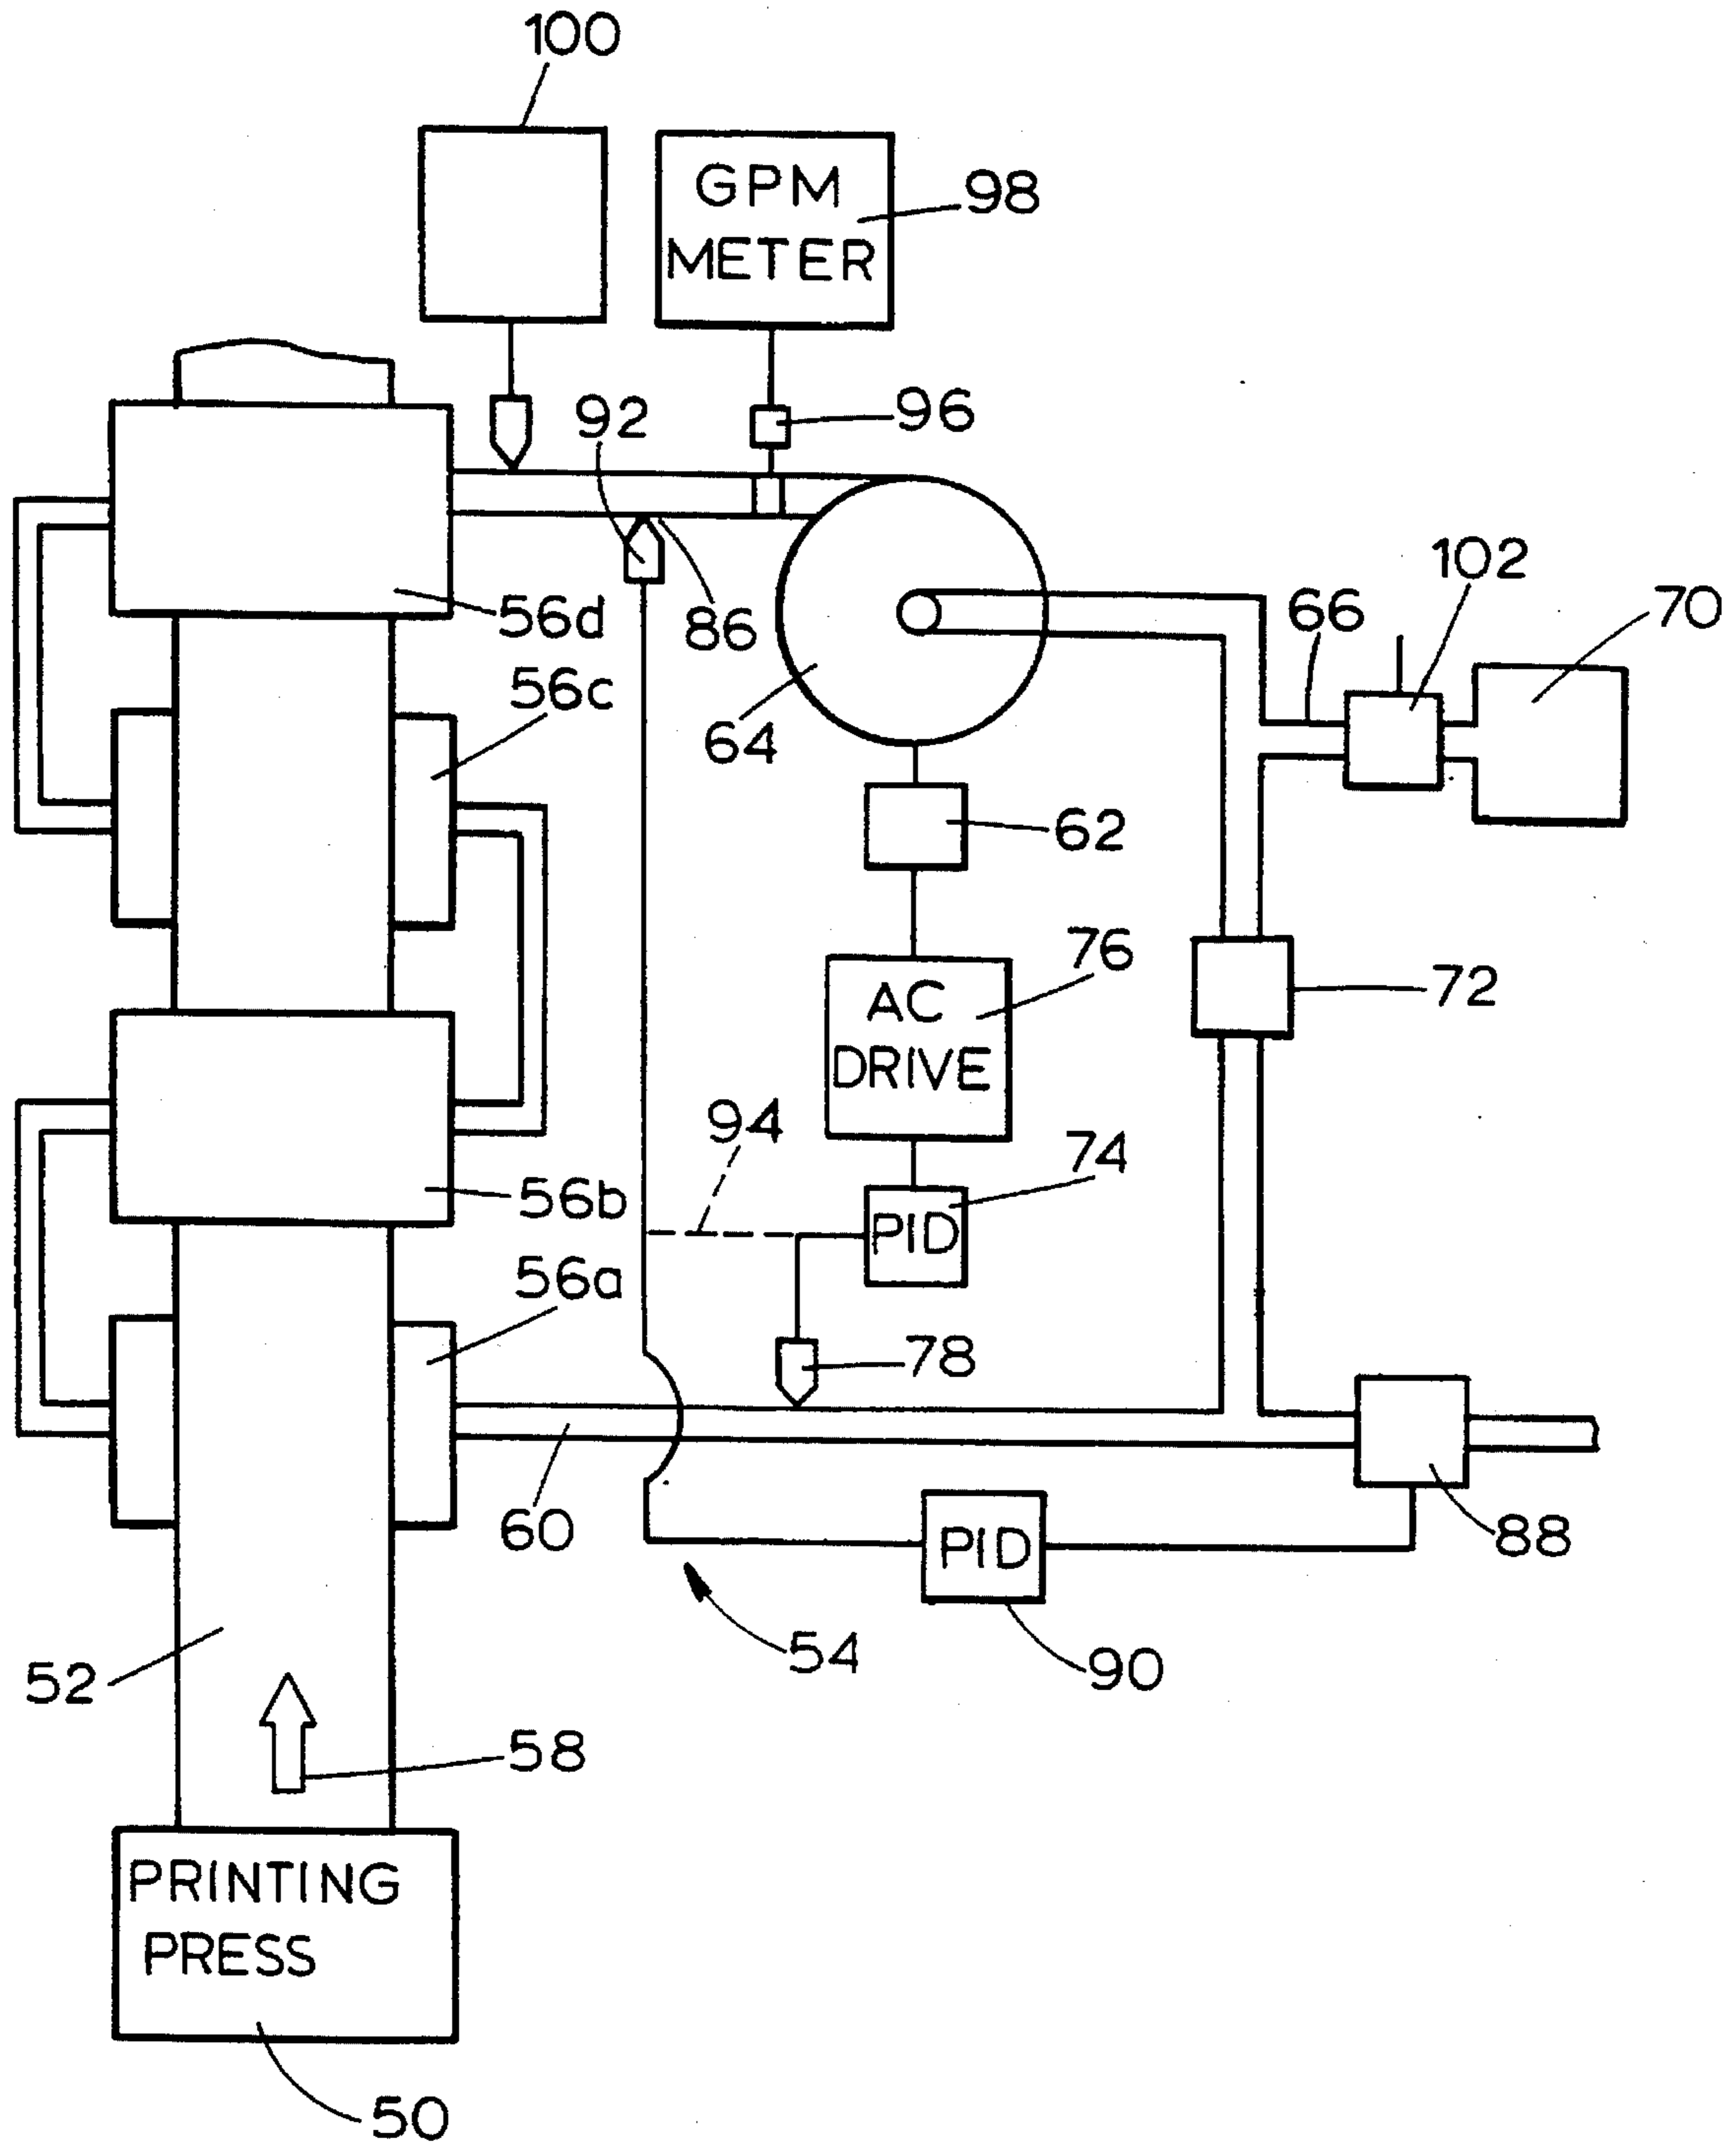 100
GPM
METER
98
92
96
56d
86
102
66
70
56c
64
62
76
AC
DRIVE
72
94
74
56b
PID
56a
78
60
PID
88
54
90
52
58
PRINTING
PRESS
50